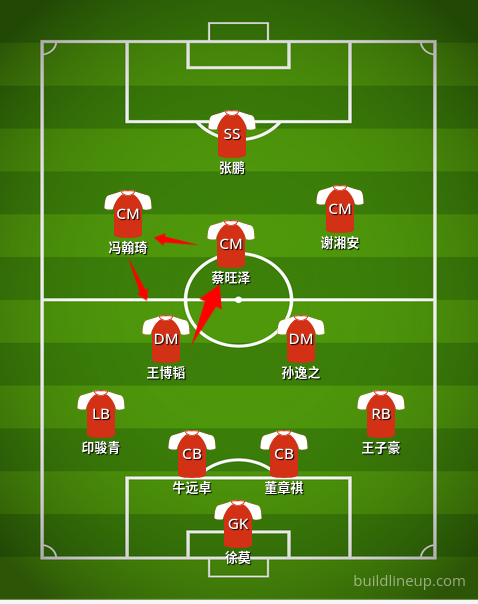 SS
张鹏
CM
冯翰琦
CM
谢湘安
CM
蔡旺泽
DM
王博韬
DM
孙逸之
LB
印骏青
RB
王子豪
CB
牛远卓
CB
董章祺
GK
徐莫
buildlineup.com